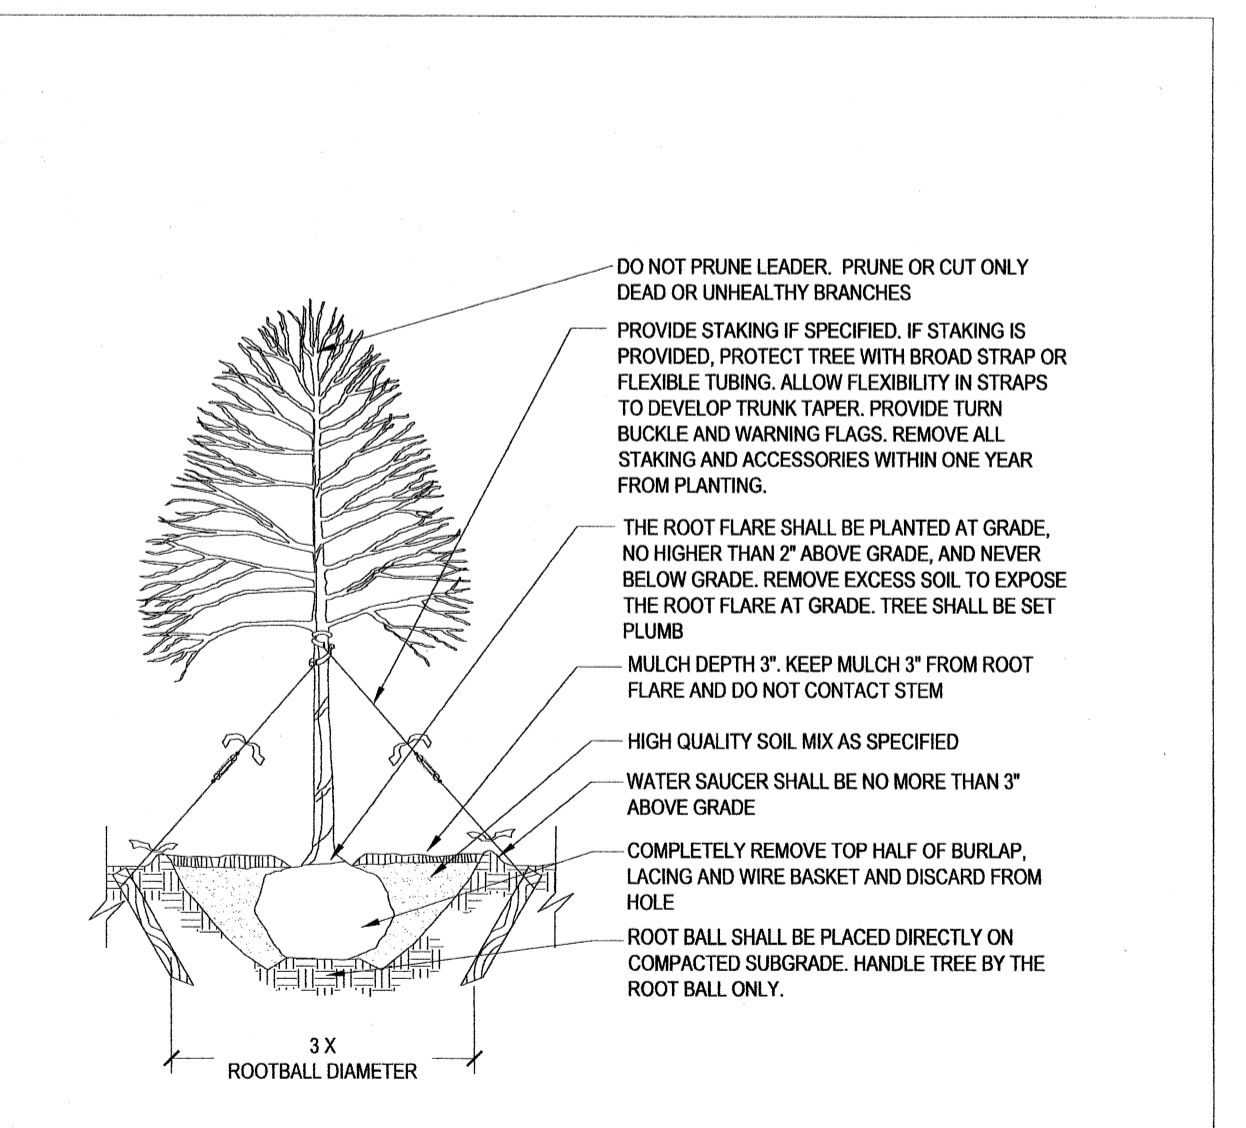 DO NOT PRUNE LEADER. PRUNE OR CUT ONLY
DEAD OR UNHEALTHY BRANCHES
PROVIDE STAKING IF SPECIFIED. IF STAKING IS
PROVIDED, PROTECT TREE WITH BROAD STRAP OR
FLEXIBLE TUBING. ALLOW FLEXIBILITY IN STRAPS
TO DEVELOP TRUNK TAPER. PROVIDE TURN
BUCKLE AND WARNING FLAGS. REMOVE ALL
STAKING AND ACCESSORIES WITHIN ONE YEAR
FROM PLANTING.
THE ROOT FLARE SHALL BE PLANTED AT GRADE,
NO HIGHER THAN 2" ABOVE GRADE, AND NEVER
BELOW GRADE. REMOVE EXCESS SOIL TO EXPOSE
THE ROOT FLARE AT GRADE. TREE SHALL BE SET
PLUMB
MULCH DEPTH 3". KEEP MULCH 3" FROM ROOT
FLARE AND DO NOT CONTACT STEM
HIGH QUALITY SOIL MIX AS SPECIFIED
WATER SAUCER SHALL BE NO MORE THAN 3"
ABOVE GRADE
COMPLETELY REMOVE TOP HALF OF BURLAP,
LACING AND WIRE BASKET AND DISCARD FROM
HOLE
ROOT BALL SHALL BE PLACED DIRECTLY ON
COMPACTED SUBGRADE. HANDLE TREE BY THE
ROOT BALL ONLY.
3 X
ROOTBALL DIAMETER